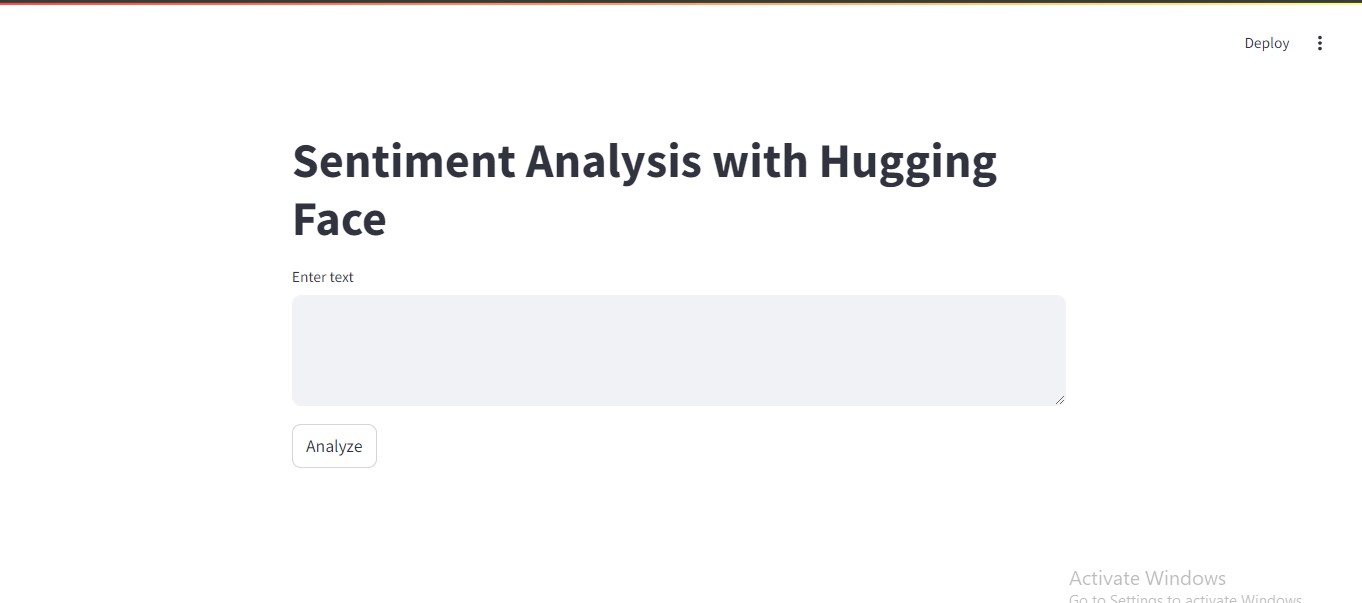 Deploy
Sentiment Analysis with Hugging
Face
Enter text
Analyze
Activate Windows
Go to Settings to activate Windows.